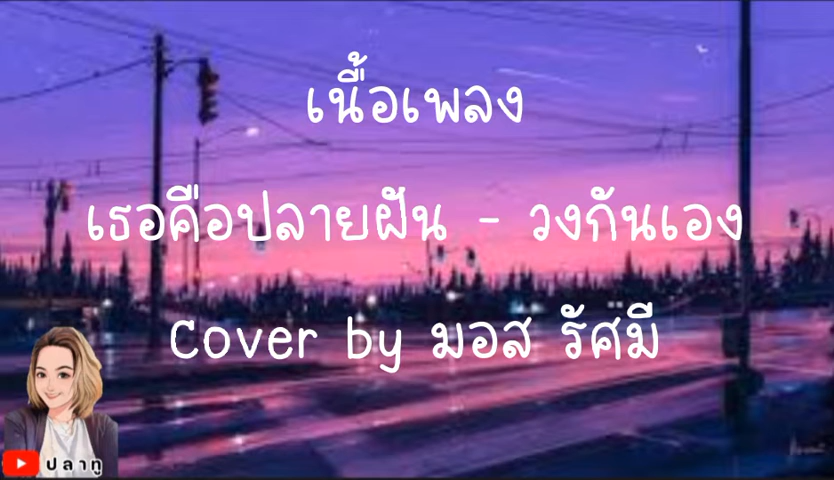 เนื้อเพลง
เธอคือปลายฝัน - วงกันเอง
Cover by มอส รัศมี
ปลาทู